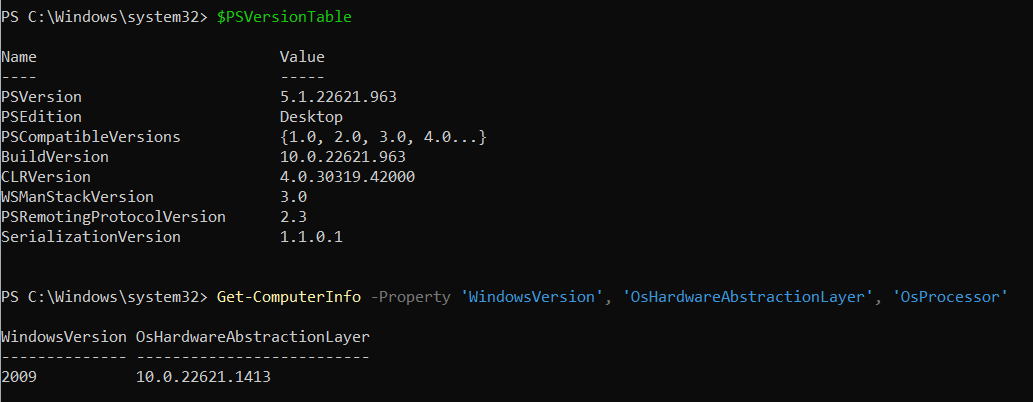 PS C:\Windows\system32> $PSVersionTable
Name Value
---- -----
PSVersion 5.1.22621.963
PSEdition Desktop
PSCompatibleVersions {1.0, 2.0, 3.0, 4.0...}
BuildVersion 10.0.22621.963
CLRVersion 4.0.30319.42000
WSManStackVersion 3.0
PSRemotingProtocolVersion 2.3
SerializationVersion 1.1.0.1
PS C:\Windows\system32> Get-ComputerInfo -Property 'WindowsVersion', 'OsHardwareAbstractionLayer', 'OsProcessor'
WindowsVersion OsHardwareAbstractionLayer
-------------- --------------------------
2009 10.0.22621.1413